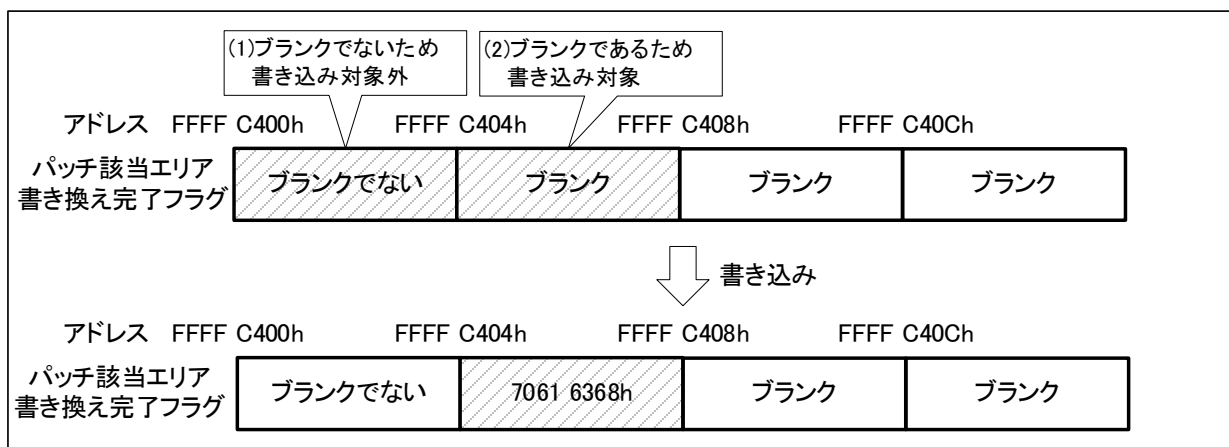 (1)ブランクでないため
書き込み対象外
(2)ブランクであるため
書き込み対象
アドレス FFFF C400h FFFF C404h FFFF C408h FFFF C40Ch
パッチ該当エリア
書き換え完了フラグ
ブランクでない ブランク ブランク ブランク
書き込み
アドレス FFFF C400h FFFF C404h FFFF C408h FFFF C40Ch
パッチ該当エリア
書き換え完了フラグ
ブランクでない 7061 6368h ブランク ブランク